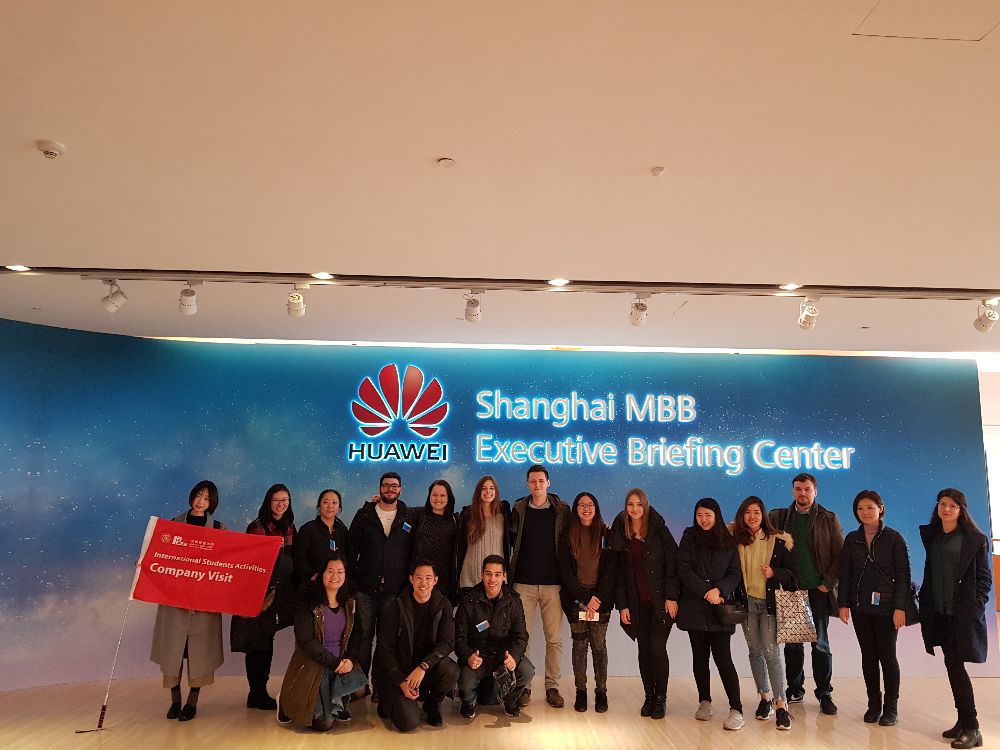 HUAWEI
Shanghai MBB
Executive Briefing Center
International Students Activities
Company Visit